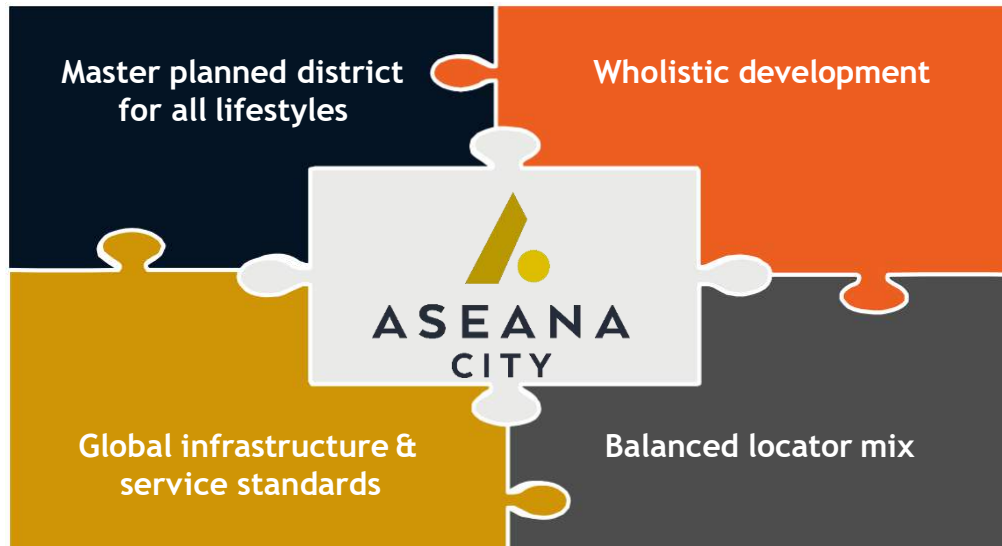 Master planned district
for all lifestyles
Wholistic development
ASEANA
CITY
Global infrastructure &
service standards
Balanced locator mix